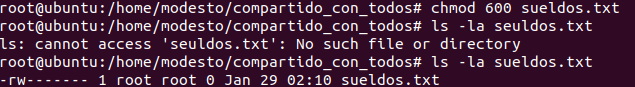 root@ubuntu:/home/modesto/compartido_con_todos# chmod 600 sueldos.txt
root@ubuntu:/home/modesto/compartido_con_todos# ls -la seuldos.txt
ls: cannot access 'seuldos.txt': No such file or directory
root@ubuntu:/home/modesto/compartido_con_todos# ls -la sueldos.txt
-rw------- 1 root root 0 Jan 29 02:10 sueldos.txt